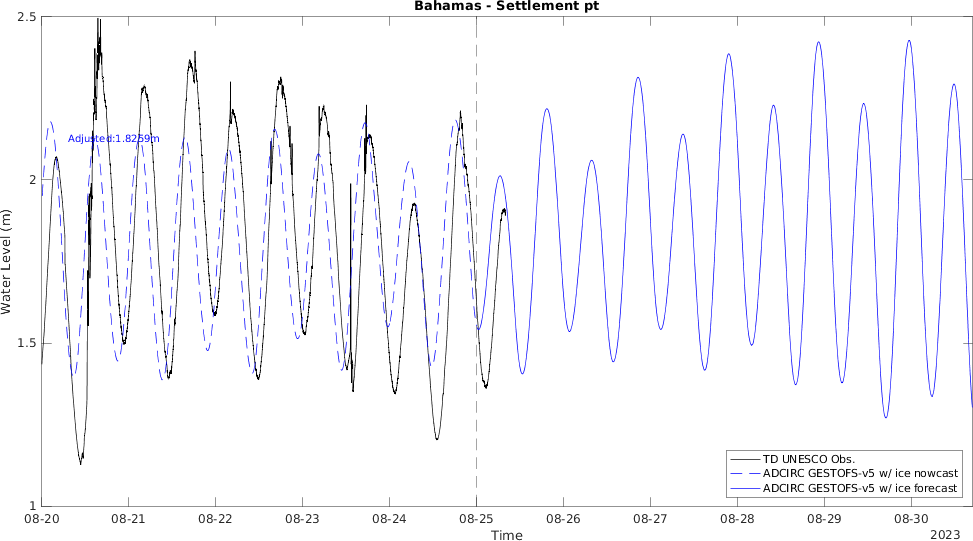 Bahamas - Settlement pt
2.5
2
1.5
1
Water Level (m)
Adjusted:1.8259m
TD UNESCO Obs.
ADCIRC GESTOFS-v5 w/ ice nowcast
ADCIRC GESTOFS-v5 w/ ice forecast
08-20 08-21 08-22 08-23 08-24 08-25 08-26 08-27 08-28 08-29 08-30
Time
2023